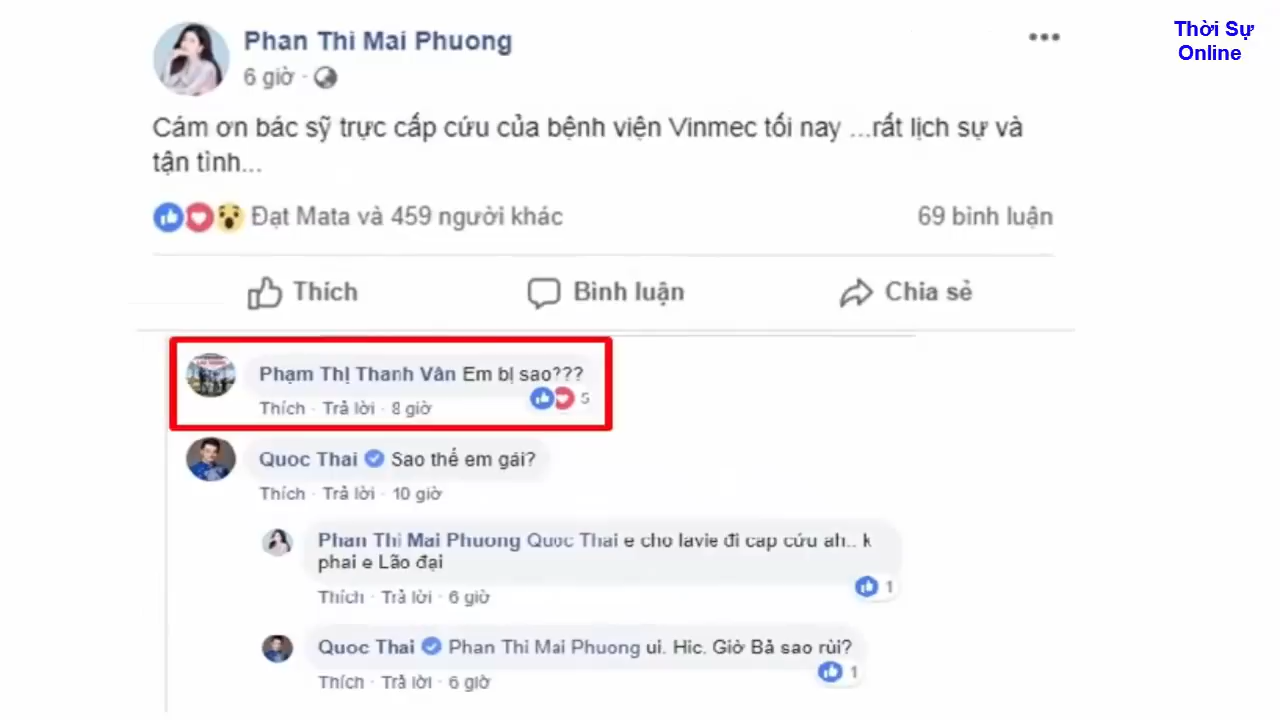 Thời Sự
Online
Phan Thi Mai Phuong
6 giờ ·
Cám ơn bác sỹ trực cấp cứu của bệnh viện Vinmec tối nay ...rất lịch sự và
tận tình...
Đạt Mata và 459 người khác 69 bình luận
Thích Bình luận Chia sẻ
Phạm Thị Thanh Vân Em bị sao???
Thích · Trả lời · 8 giờ 5
Quoc Thai Sao thế em gái?
Thích · Trả lời · 10 giờ
Phan Thi Mai Phuong Quoc Thai e cho lavie đi cap cứu ah.. k
phai e Lão đại
1
Thích · Trả lời · 6 giờ
Quoc Thai Phan Thi Mai Phuong ui. Hic. Giờ Bả sao rùi?
1
Thích · Trả lời · 6 giờ